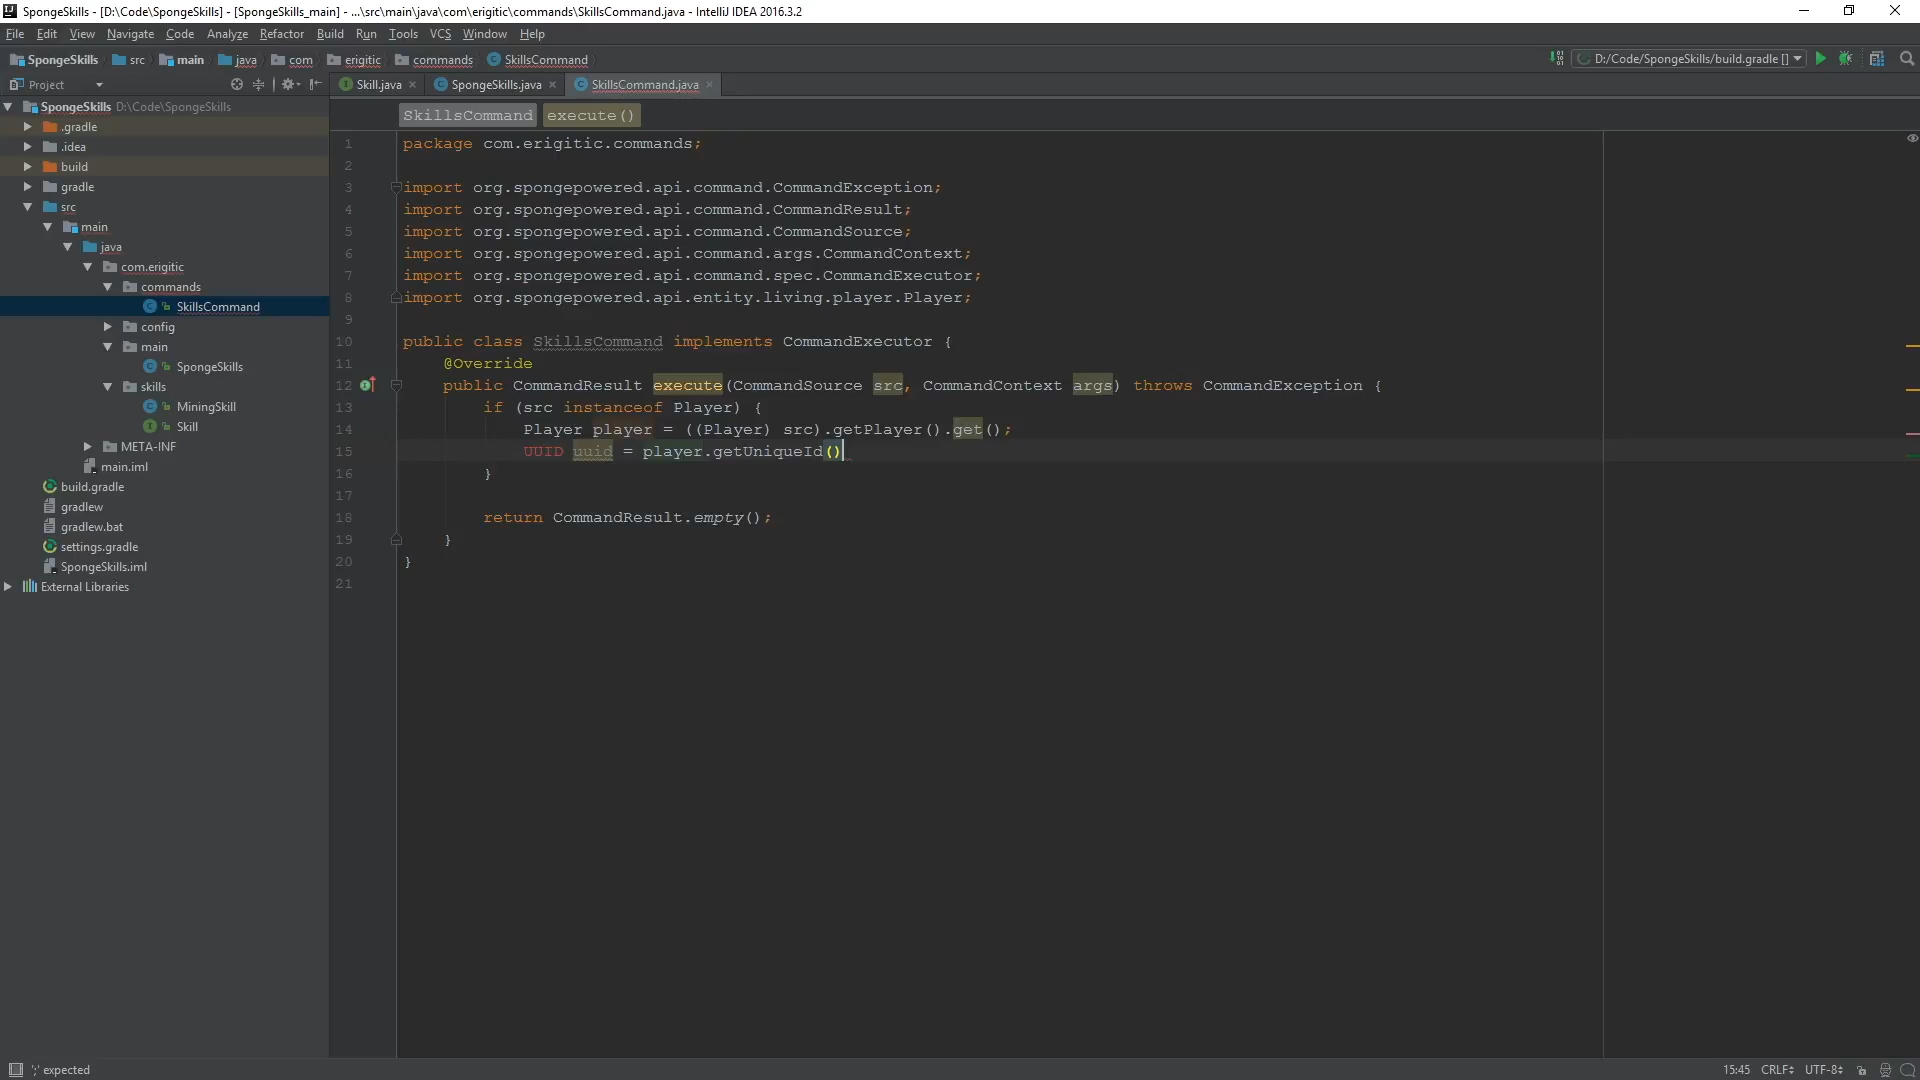 SpongeSkills - [D:\Code\SpongeSkills] - [SpongeSkills_main] - ...\src\main\java\com\erigitic\commands\SkillsCommand.java - IntelliJ IDEA 2016.3.2
File Edit View Navigate Code Analyze Refactor Build Run Tools VCS Window Help
SpongeSkills src main java com erigitic commands SkillsCommand D:/Code/SpongeSkills/build.gradle []
Project Skill.java SpongeSkills.java SkillsCommand.java
SkillsCommand execute()
SpongeSkills D:\Code\SpongeSkills
.gradle
.idea
build
gradle
src
main
java
com.erigitic
commands
SkillsCommand
config
main
SpongeSkills
skills
MiningSkill
Skill
META-INF
main.iml
build.gradle
gradlew
gradlew.bat
settings.gradle
SpongeSkills.iml
External Libraries
1 package com.erigitic.commands;
2
3 import org.spongepowered.api.command.CommandException;
4 import org.spongepowered.api.command.CommandResult;
5 import org.spongepowered.api.command.CommandSource;
6 import org.spongepowered.api.command.args.CommandContext;
7 import org.spongepowered.api.command.spec.CommandExecutor;
8 import org.spongepowered.api.entity.living.player.Player;
9
10 public class SkillsCommand implements CommandExecutor {
11 @Override
12 public CommandResult execute(CommandSource src, CommandContext args) throws CommandException {
13 if (src instanceof Player) {
14 Player player = ((Player) src).getPlayer().get();
15 UUID uuid = player.getUniqueId()
16 }
17
18 return CommandResult.empty();
19 }
20 }
21
';' expected 15:45 CRLF UTF-8